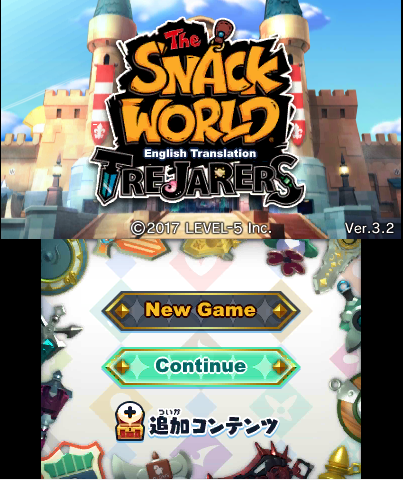 The
SNACK
WORLD
English Translation
TREJARERS
©2017 LEVEL-5 Inc.
Ver.3.2
New Game
Continue
ついか
追加コンテンツ